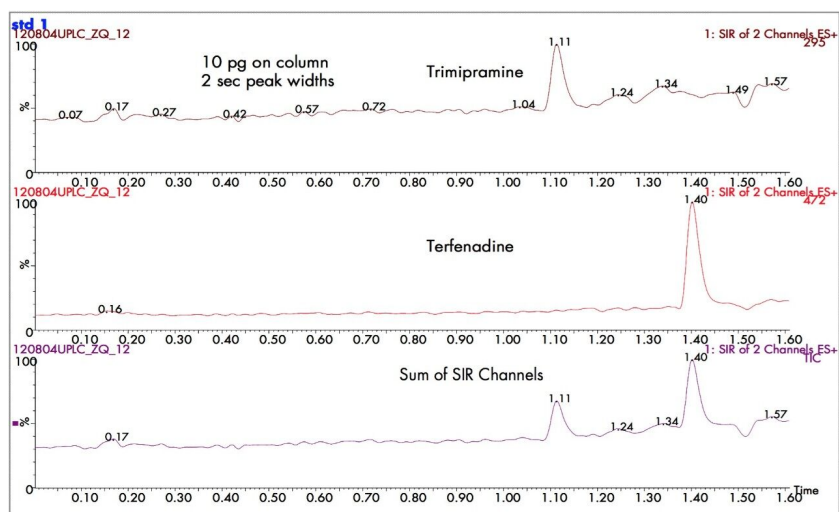 std 1
120804UPLC_ZQ_12
1: SIR of 2 Channels ES+
295
100
%
0
10 pg on column
2 sec peak widths
Trimipramine
0.07 0.17 0.27 0.42 0.57 0.72 1.04 1.11 1.24 1.34 1.49 1.57
0.10 0.20 0.30 0.40 0.50 0.60 0.70 0.80 0.90 1.00 1.10 1.20 1.30 1.40 1.50 1.60
120804UPLC_ZQ_12
1: SIR of 2 Channels ES+
472
100
%
0
Terfenadine
0.16 1.40
0.10 0.20 0.30 0.40 0.50 0.60 0.70 0.80 0.90 1.00 1.10 1.20 1.30 1.40 1.50 1.60
120804UPLC_ZQ_12
1: SIR of 2 Channels ES+
TIC
100
%
0
Sum of SIR Channels
0.17 1.11 1.24 1.34 1.40 1.57
0.10 0.20 0.30 0.40 0.50 0.60 0.70 0.80 0.90 1.00 1.10 1.20 1.30 1.40 1.50 1.60
Time